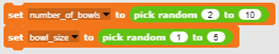 set number_of_bowls to pick random 2 to 10
set bowl_size to pick random 1 to 5